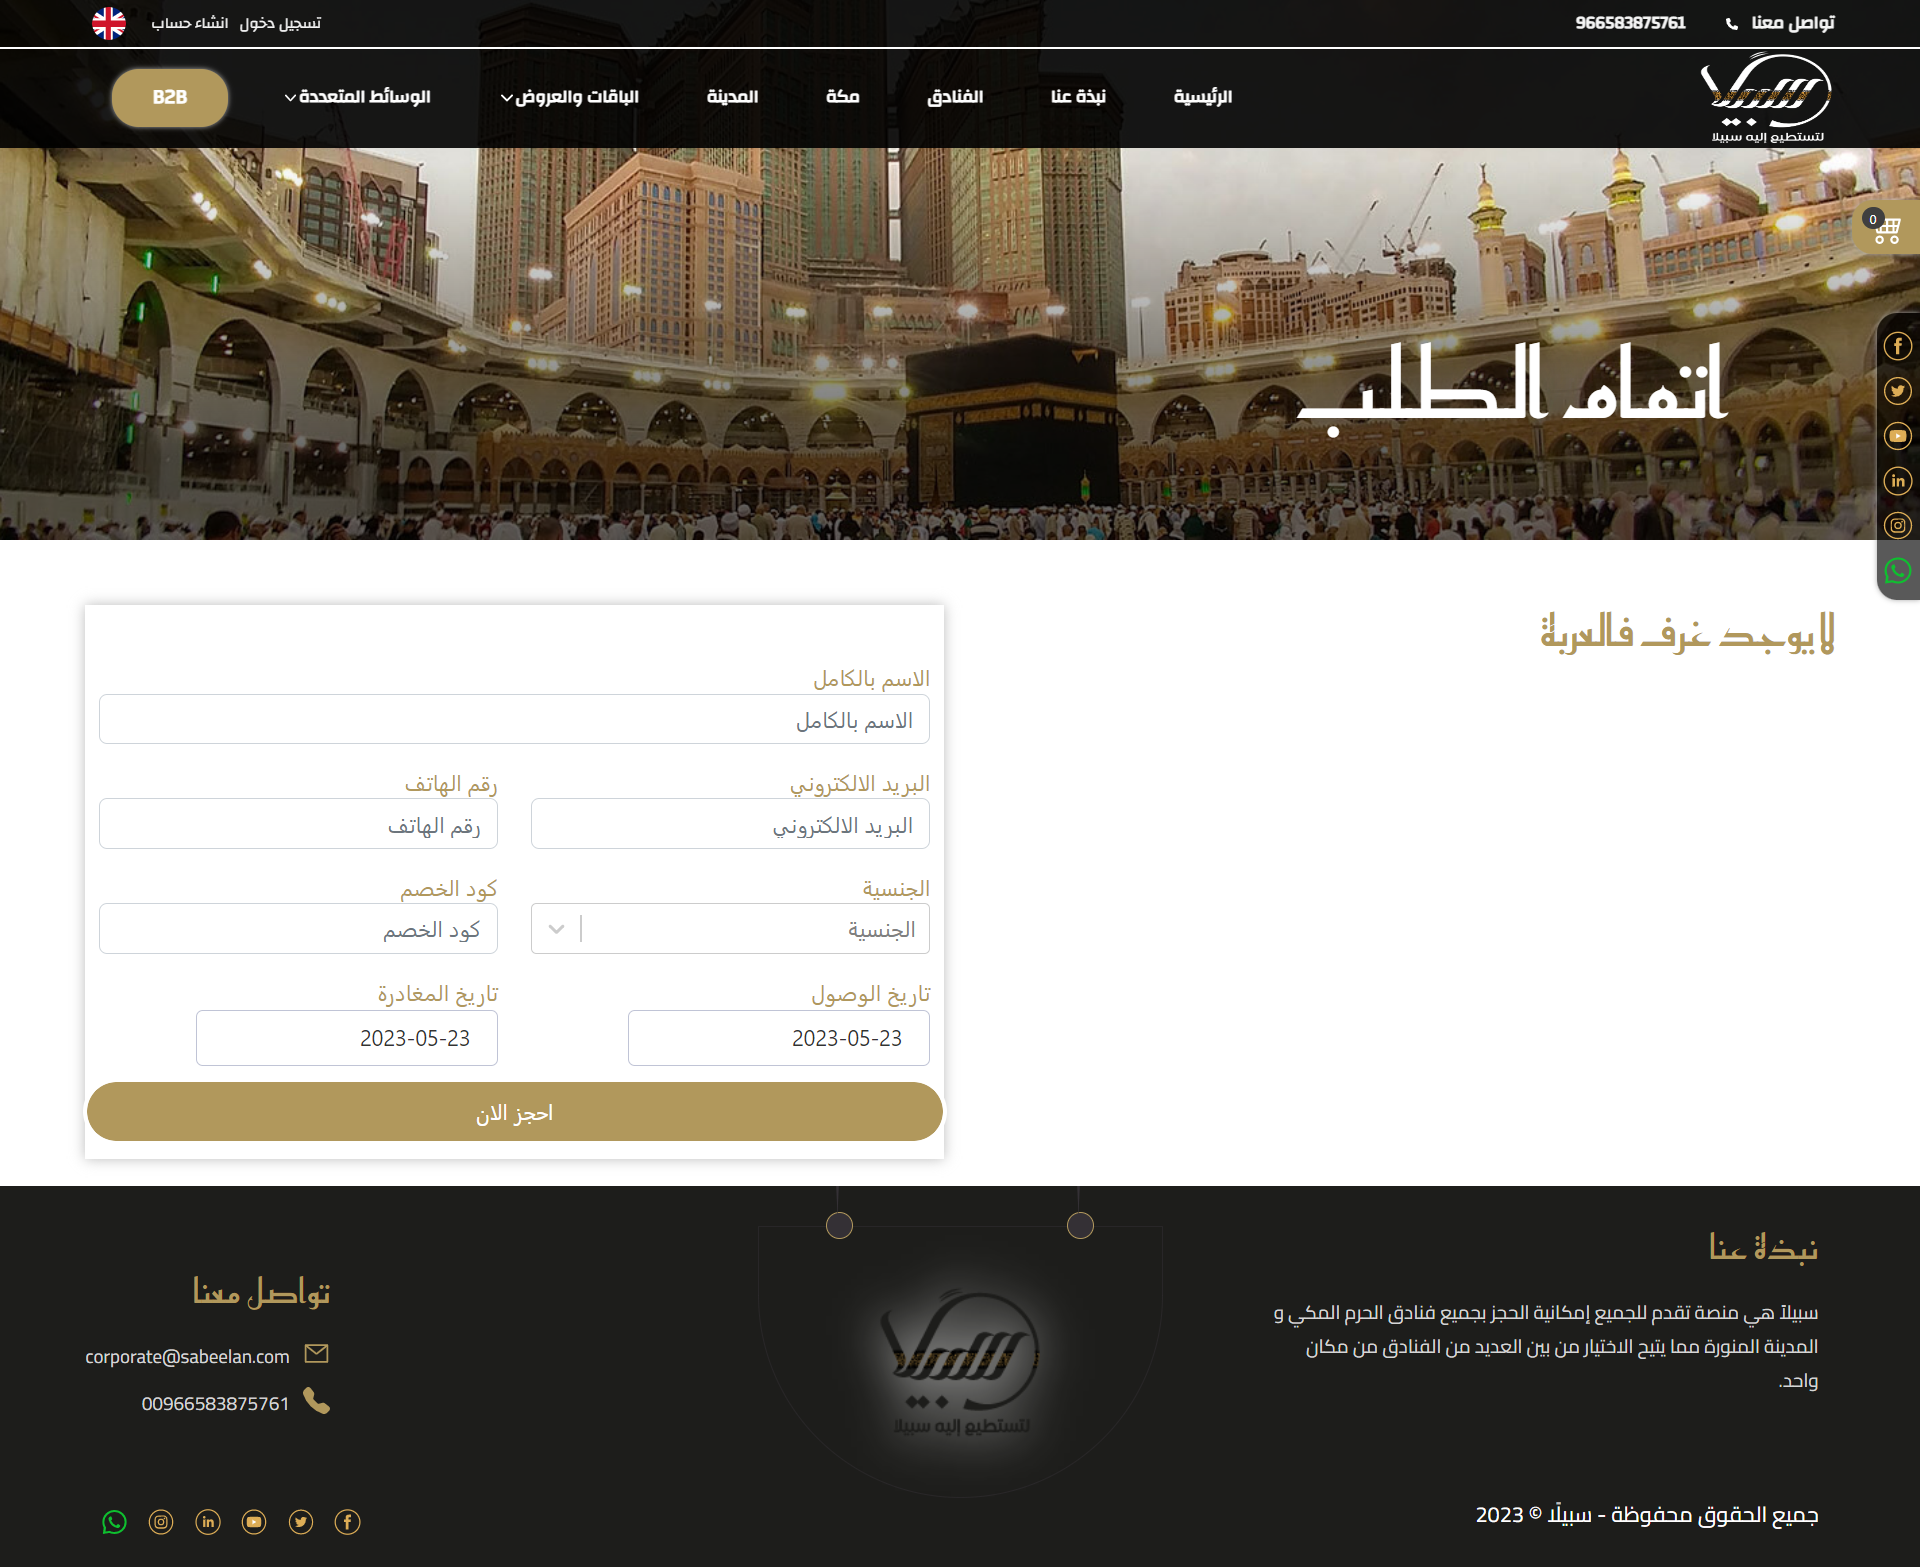 تواصل معنا
966583875761
تسجيل دخول
انشاء حساب
سبيلا
لتستطيع إليه سبيلا
الرئيسية
نبذة عنا
الفنادق
مكة
المدينة
الباقات والعروض
الوسائط المتعددة
B2B
0
اتمام الطلب
لا يوجد غرف فالعربة
الاسم بالكامل
الاسم بالكامل
البريد الالكتروني
رقم الهاتف
البريد الالكتروني
رقم الهاتف
الجنسية
كود الخصم
الجنسية
كود الخصم
تاريخ الوصول
تاريخ المغادرة
2023-05-23
2023-05-23
احجز الان
نبذة عنا
سبيلاً هي منصة تقدم للجميع إمكانية الحجز بجميع فنادق الحرم المكي و
المدينة المنورة مما يتيح الاختيار من بين العديد من الفنادق من مكان
واحد.
سبيلا
لتستطيع إليه سبيلا
تواصل معنا
corporate@sabeelan.com
00966583875761
جميع الحقوق محفوظة - سبيلًا © 2023